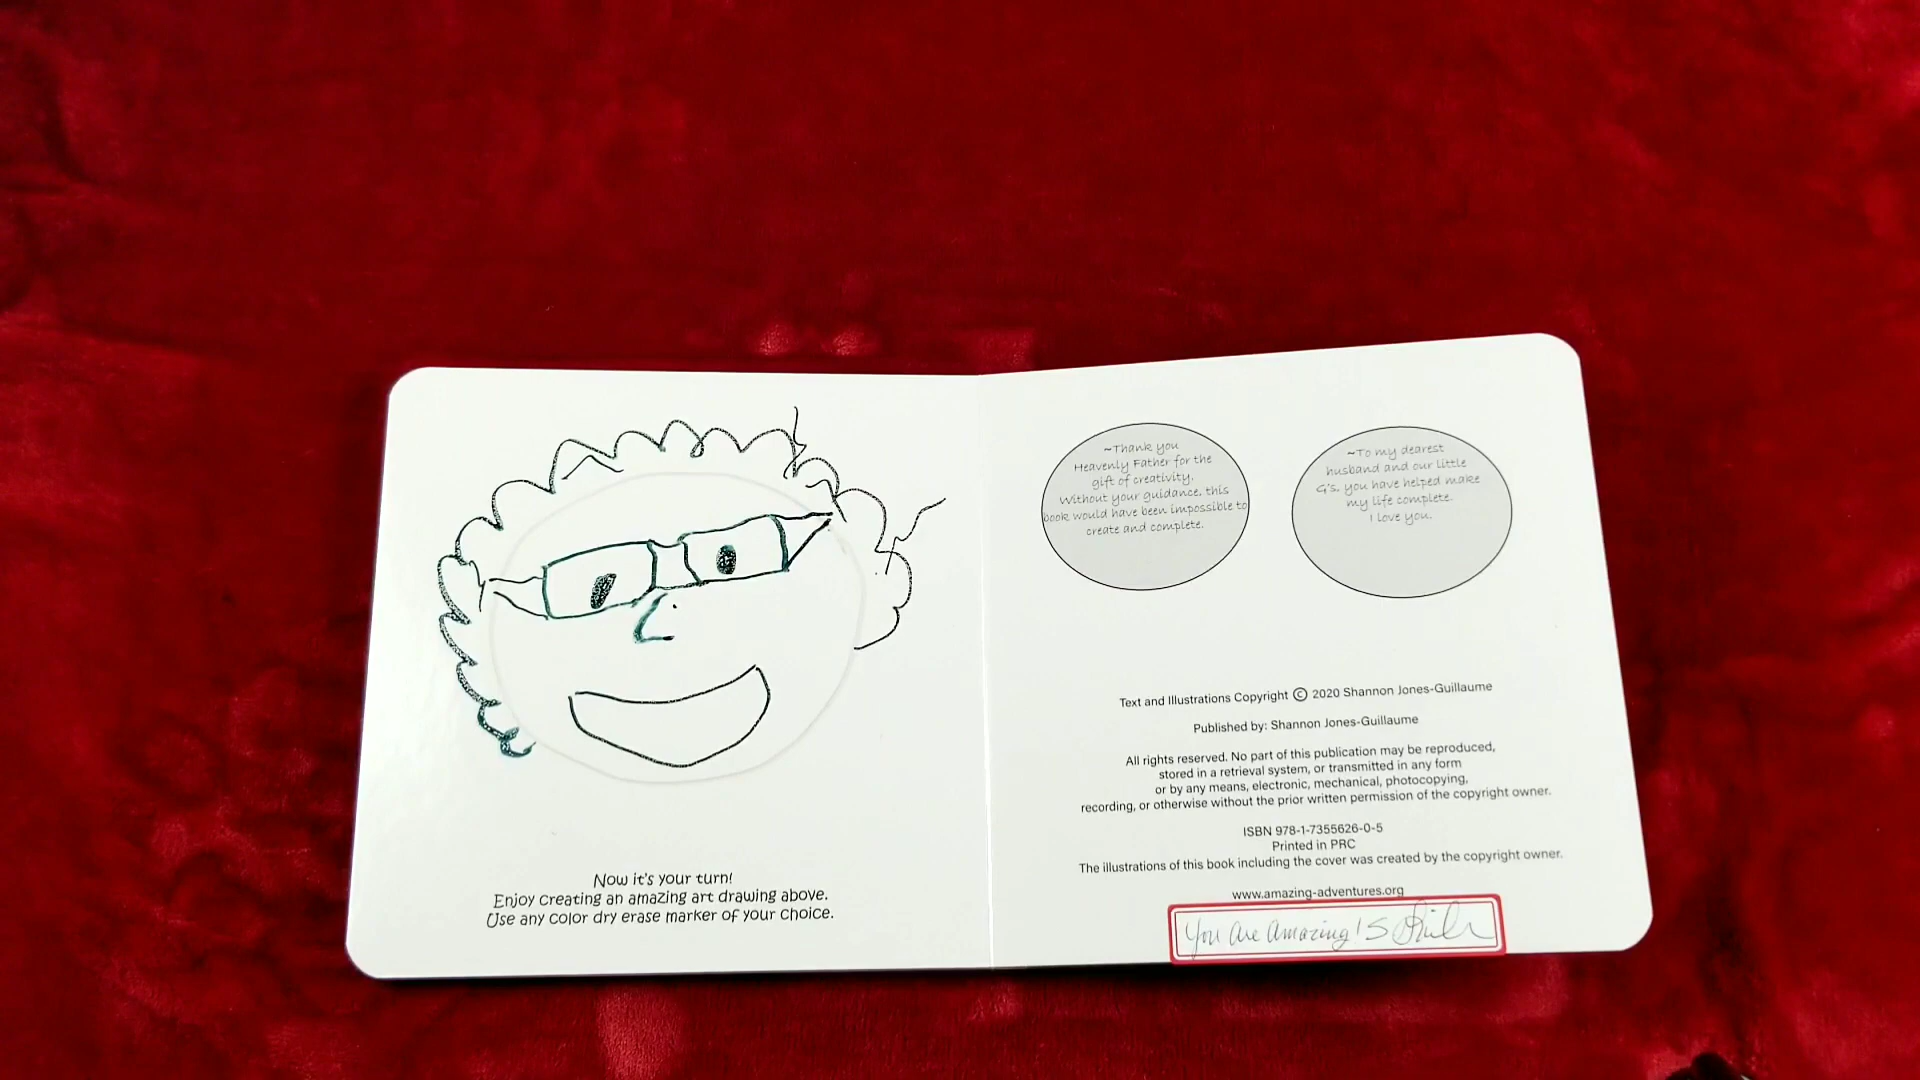 Now it's your turn!
Enjoy creating an amazing art drawing above.
Use any color dry erase marker of your choice.
~Thank you
Heavenly Father for the
gift of creativity.
Without your guidance, this
book would have been impossible to
create and complete.
~To my dearest
husband and our little
G's, you have helped make
my life complete.
I love you.
Text and Illustrations Copyright © 2020 Shannon Jones-Guillaume
Published by: Shannon Jones-Guillaume
All rights reserved. No part of this publication may be reproduced,
stored in a retrieval system, or transmitted in any form
or by any means, electronic, mechanical, photocopying,
recording, or otherwise without the prior written permission of the copyright owner.
ISBN 978-1-7355626-0-5
Printed in PRC
The illustrations of this book including the cover was created by the copyright owner.
www.amazing-adventures.org
You Are Amazing!